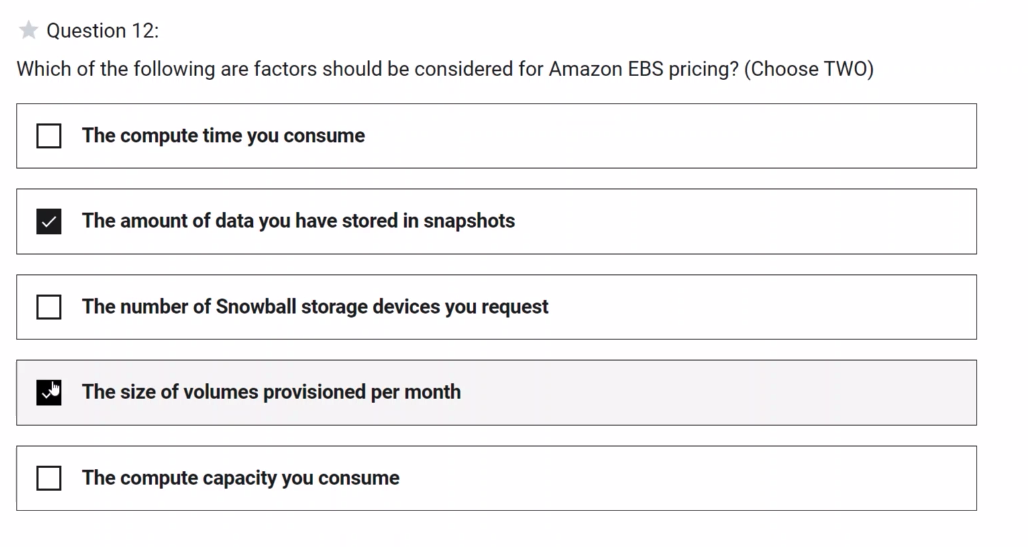 Question 12:
Which of the following are factors should be considered for Amazon EBS pricing? (Choose TWO)
The compute time you consume
The amount of data you have stored in snapshots
The number of Snowball storage devices you request
The size of volumes provisioned per month
The compute capacity you consume